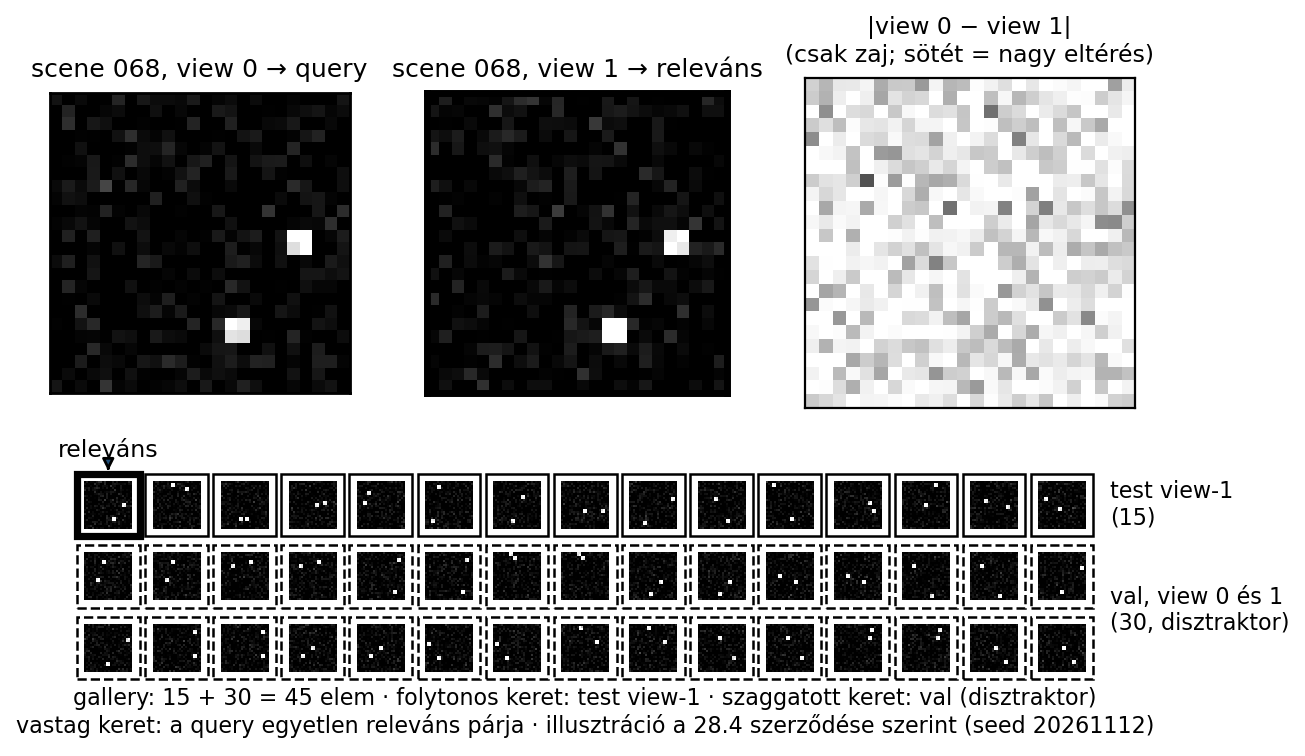 scene 068, view 0 → query
scene 068, view 1 → releváns
|view 0 − view 1|
(csak zaj; sötét = nagy eltérés)
releváns
test view-1
(15)
val, view 0 és 1
(30, disztraktor)
gallery: 15 + 30 = 45 elem · folytonos keret: test view-1 · szaggatott keret: val (disztraktor)
vastag keret: a query egyetlen releváns párja · illusztráció a 28.4 szerződése szerint (seed 20261112)